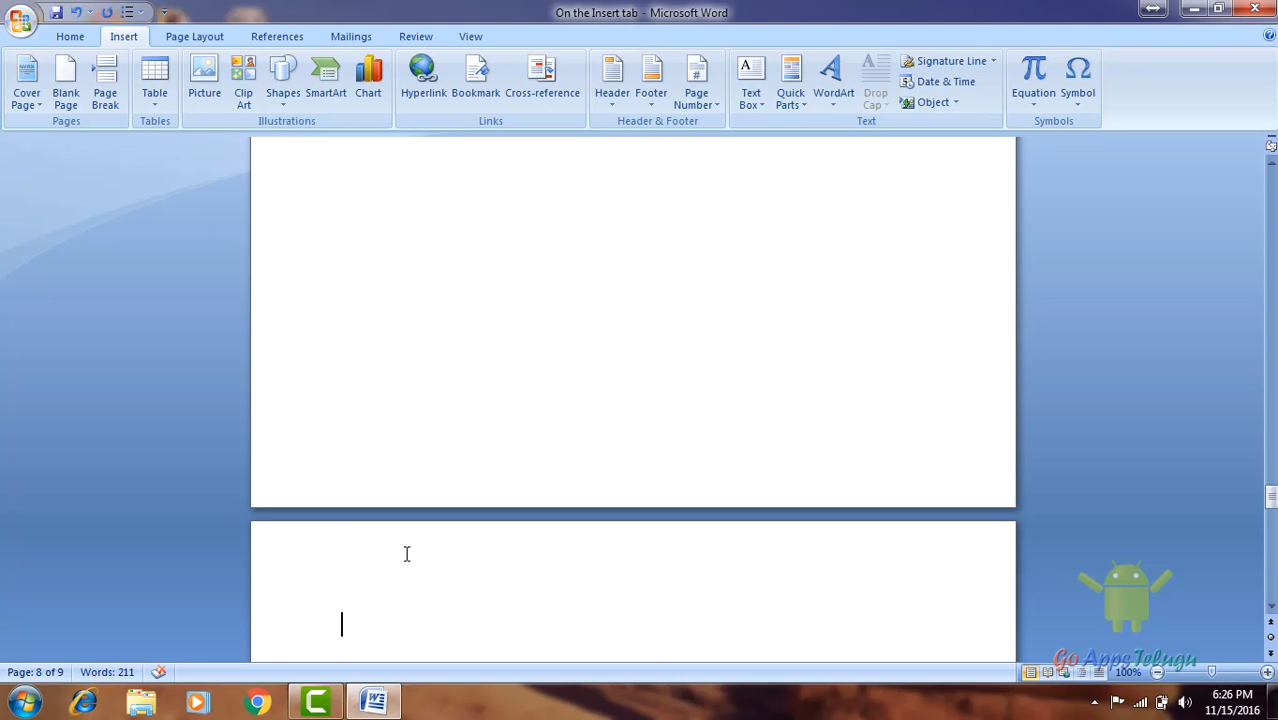 On the Insert tab - Microsoft Word
Home Insert Page Layout References Mailings Review View
Cover Page Blank Page Page Break
Pages
Table
Tables
Picture Clip Art Shapes SmartArt Chart
Illustrations
Hyperlink Bookmark Cross-reference
Links
Header Footer Page Number
Header & Footer
Text Box Quick Parts WordArt Drop Cap
Signature Line
Date & Time
Object
Text
Equation Symbol
Symbols
Go Apps Telugu
Page: 8 of 9 Words: 211
100%
6:26 PM
11/15/2016